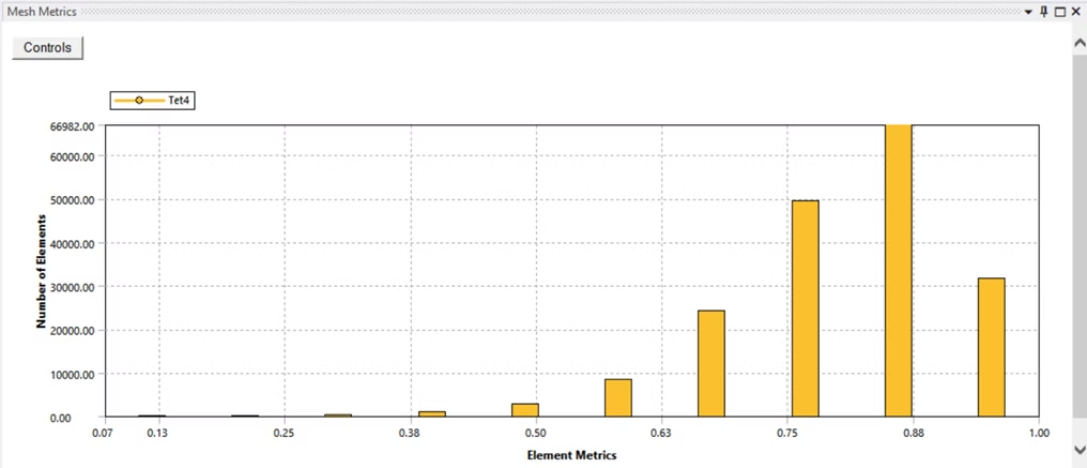 Mesh Metrics
Controls
Tet4
66982.00
60000.00
50000.00
40000.00
30000.00
20000.00
10000.00
0.00
Number of Elements
0.07 0.13 0.25 0.38 0.50 0.63 0.75 0.88 1.00
Element Metrics